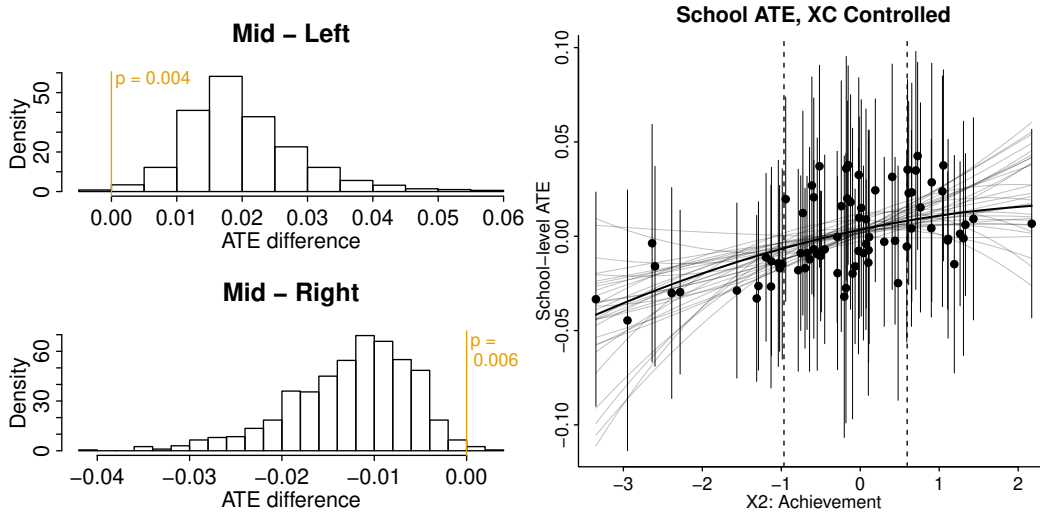 Mid − Left
p = 0.004
Density
0 20 50
0.00 0.01 0.02 0.03 0.04 0.05 0.06
ATE difference
Mid − Right
p =
0.006
Density
0 30 60
−0.04 −0.03 −0.02 −0.01 0.00
ATE difference
School ATE, XC Controlled
School−level ATE
0.10
0.05
0.00
−0.05
−0.10
−3 −2 −1 0 1 2
X2: Achievement